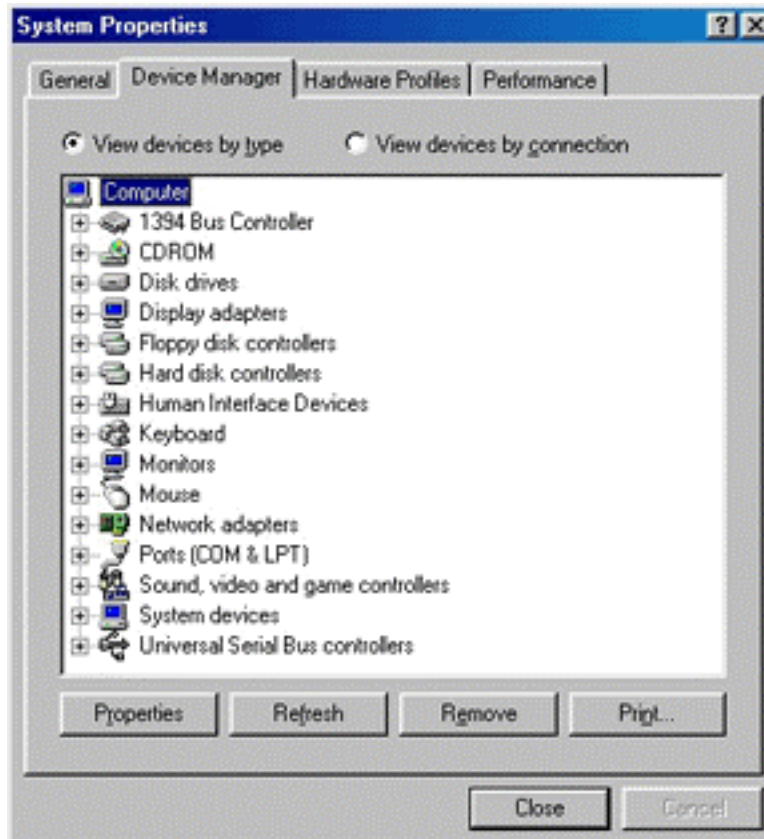 System Properties
General Device Manager Hardware Profiles Performance
View devices by type View devices by connection
Computer
1394 Bus Controller
CDROM
Disk drives
Display adapters
Floppy disk controllers
Hard disk controllers
Human Interface Devices
Keyboard
Monitors
Mouse
Network adapters
Ports (COM & LPT)
Sound, video and game controllers
System devices
Universal Serial Bus controllers
Properties Refresh Remove Print...
Close Cancel